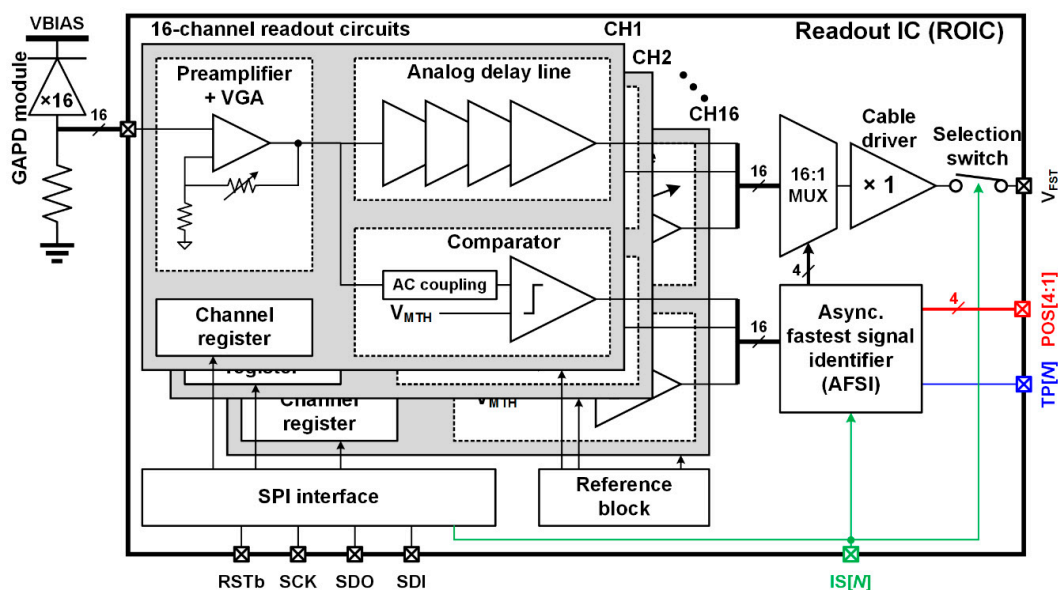 VBIAS
16-channel readout circuits
CH1
Readout IC (ROIC)
CH2
CH16
GAPD module
×16
16
Preamplifier
+ VGA
Analog delay line
Cable
driver
Selection
switch
16
16:1
MUX
× 1
VFST
Comparator
AC coupling
VMTH
4
Channel
register
16
Async.
fastest signal
identifier
(AFSI)
4
POS[4:1]
TP[N]
register
Channel
register
VMTH
SPI interface
Reference
block
RSTb
SCK
SDO
SDI
IS[N]